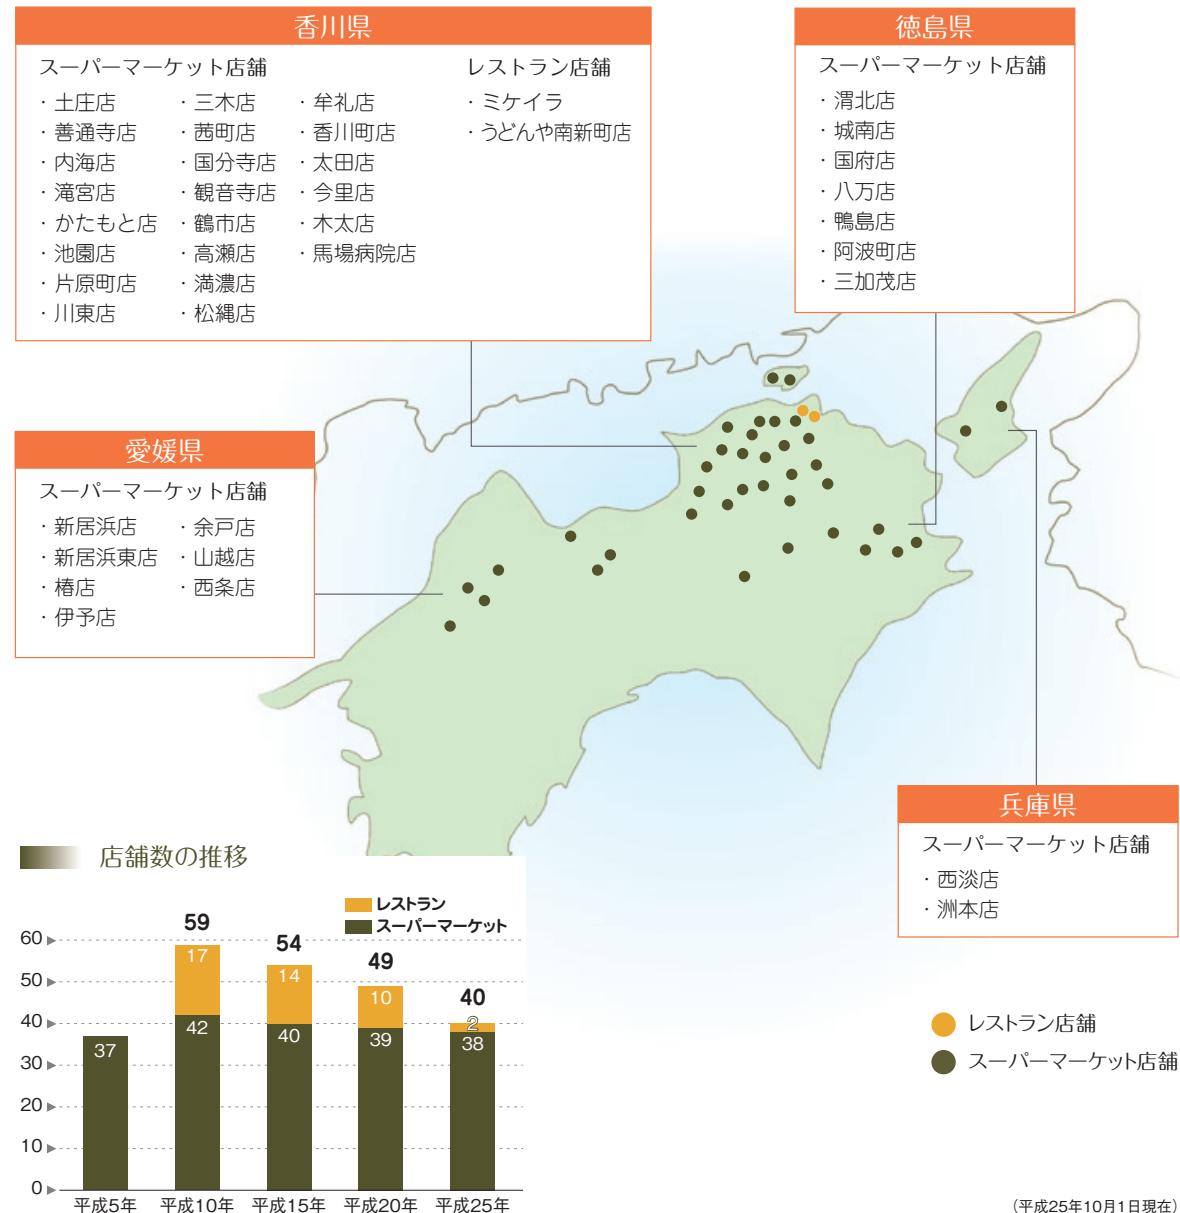 香川県
スーパーマーケット店舗
・土庄店
・善通寺店
・内海店
・滝宮店
・かたもと店
・池園店
・片原町店
・川東店
・三木店
・茜町店
・国分寺店
・観音寺店
・鶴市店
・高瀬店
・満濃店
・松縄店
・牟礼店
・香川町店
・太田店
・今里店
・木太店
・馬場病院店
レストラン店舗
・ミケイラ
・うどんや南新町店
徳島県
スーパーマーケット店舗
・渭北店
・城南店
・国府店
・八万店
・鴨島店
・阿波町店
・三加茂店
愛媛県
スーパーマーケット店舗
・新居浜店
・新居浜東店
・椿店
・伊予店
・余戸店
・山越店
・西条店
兵庫県
スーパーマーケット店舗
・西淡店
・洲本店
店舗数の推移
レストラン
スーパーマーケット
60
50
40
30
20
10
0
37
59
17
42
54
14
40
49
10
39
40
2
38
平成5年
平成10年
平成15年
平成20年
平成25年
レストラン店舗
スーパーマーケット店舗
(平成25年10月1日現在)